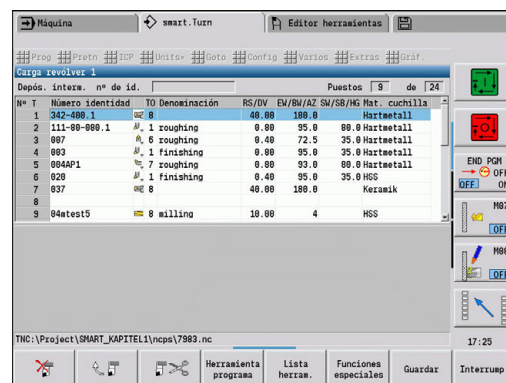 Máquina smart.Turn Editor herramientas
Prog Pretn ICP Units Goto Config Varios Extras Gráf.
Carga revolver 1
Depós. interm. nº de id. Puestos 9 de 24
Nº T Número identidad TO Denominación RS/DV EW/BW/AZ SW/SB/HG Mat. cuchilla
1 342-400.1 8 40.00 180.0 Hartmetall
2 111-80-080.1 1 roughing 0.80 95.0 80.0 Hartmetall
3 007 6 roughing 0.40 72.5 35.0 Hartmetall
4 003 1 finishing 0.80 95.0 35.0 Hartmetall
5 004AP1 7 roughing 0.80 93.0 80.0 Hartmetall
6 020 1 finishing 0.40 95.0 35.0 HSS
7 037 8 40.00 180.0 Keramik
8
9 04mtest5 8 milling 10.00 4 HSS
END PGM
OFF
OFF ON
OFF
OFF
TNC:\Project\SMART_KAPITEL1\ncps\7983.nc
17:25
Herramienta programa
Lista herram.
Funciones especiales
Guardar
Interrump